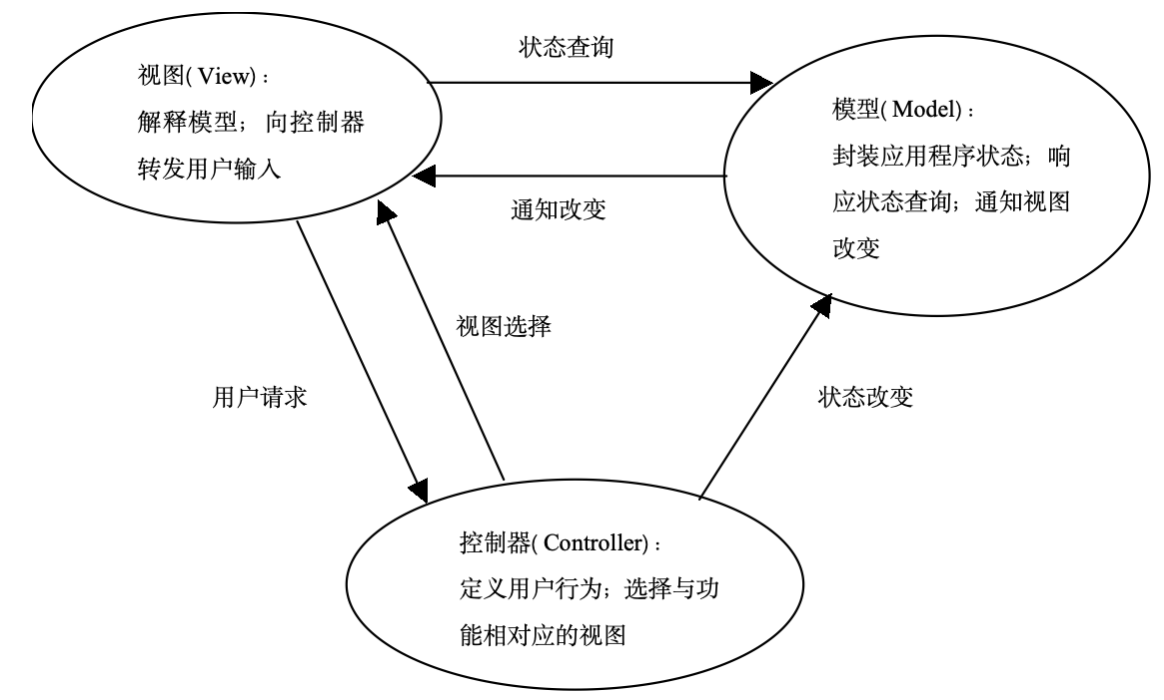 状态查询
视图( View) :
解释模型; 向控制器
转发用户输入
模型( Model) :
封装应用程序状态; 响
应状态查询; 通知视图
改变
通知改变
视图选择
用户请求
状态改变
控制器( Controller) :
定义用户行为; 选择与功
能相对应的视图